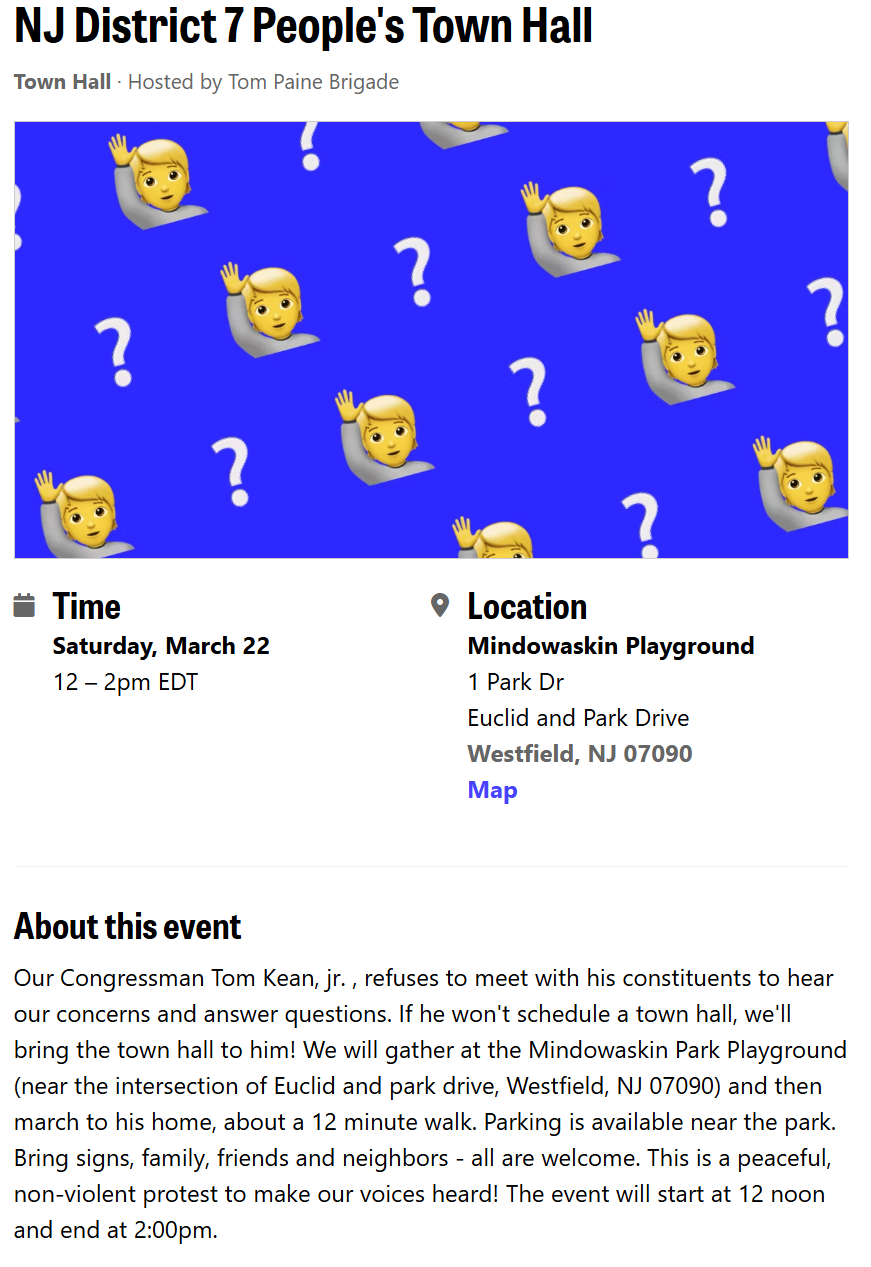 NJ District 7 People's Town Hall
Town Hall · Hosted by Tom Paine Brigade
? ? ? ? ? ? ? ? ?
Time
Saturday, March 22
12 – 2pm EDT
Location
Mindowaskin Playground
1 Park Dr
Euclid and Park Drive
Westfield, NJ 07090
Map
About this event
Our Congressman Tom Kean, jr. , refuses to meet with his constituents to hear
our concerns and answer questions. If he won't schedule a town hall, we'll
bring the town hall to him! We will gather at the Mindowaskin Park Playground
(near the intersection of Euclid and park drive, Westfield, NJ 07090) and then
march to his home, about a 12 minute walk. Parking is available near the park.
Bring signs, family, friends and neighbors - all are welcome. This is a peaceful,
non-violent protest to make our voices heard! The event will start at 12 noon
and end at 2:00pm.